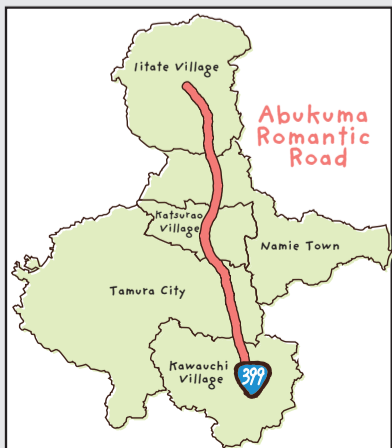 Iitate Village
Abukuma
Romantic
Road
Katsurao
Village
Namie Town
Tamura City
Kawauchi
Village
399